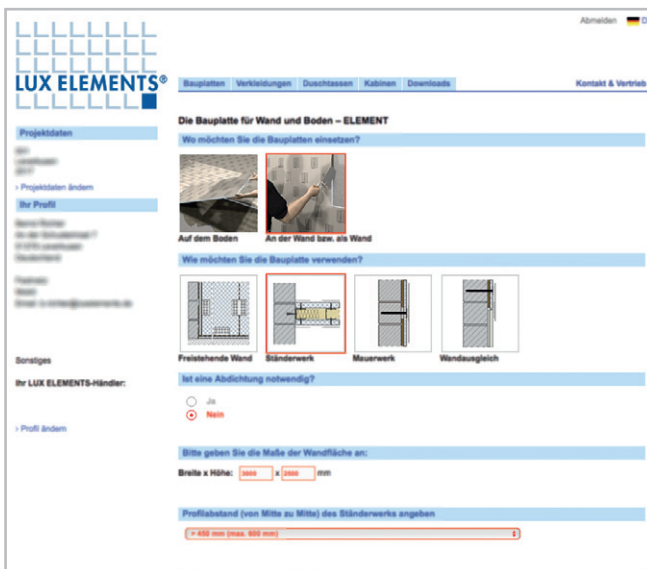 Abmelden
LUX ELEMENTS®
Bauplatten Verkleidungen Duschtassen Kabinen Downloads Kontakt & Vertrieb
Die Bauplatte für Wand und Boden – ELEMENT
Projektdaten
Wo möchten Sie die Bauplatten einsetzen?
› Projektdaten ändern
Ihr Profil
Auf dem Boden An der Wand bzw. als Wand
Wie möchten Sie die Bauplatte verwenden?
Freistehende Wand Ständerwerk Mauerwerk Wandausgleich
Sonstiges
Ihr LUX ELEMENTS-Händler:
Ist eine Abdichtung notwendig?
Ja
Nein
› Profil ändern
Bitte geben Sie die Maße der Wandfläche an:
Breite x Höhe: x mm
Profilabstand (von Mitte zu Mitte) des Ständerwerks angeben
> 450 mm (max. 600 mm)